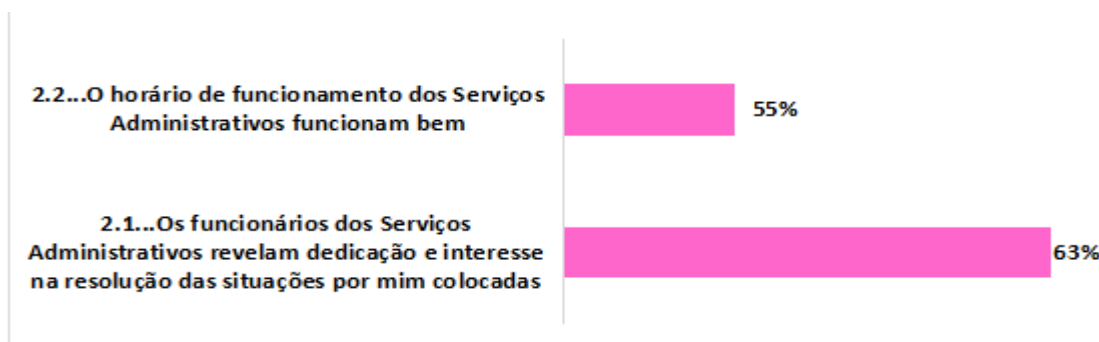 2.2...O horário de funcionamento dos Serviços
Administrativos funcionam bem
55%
2.1...Os funcionários dos Serviços
Administrativos revelam dedicação e interesse
na resolução das situações por mim colocadas
63%